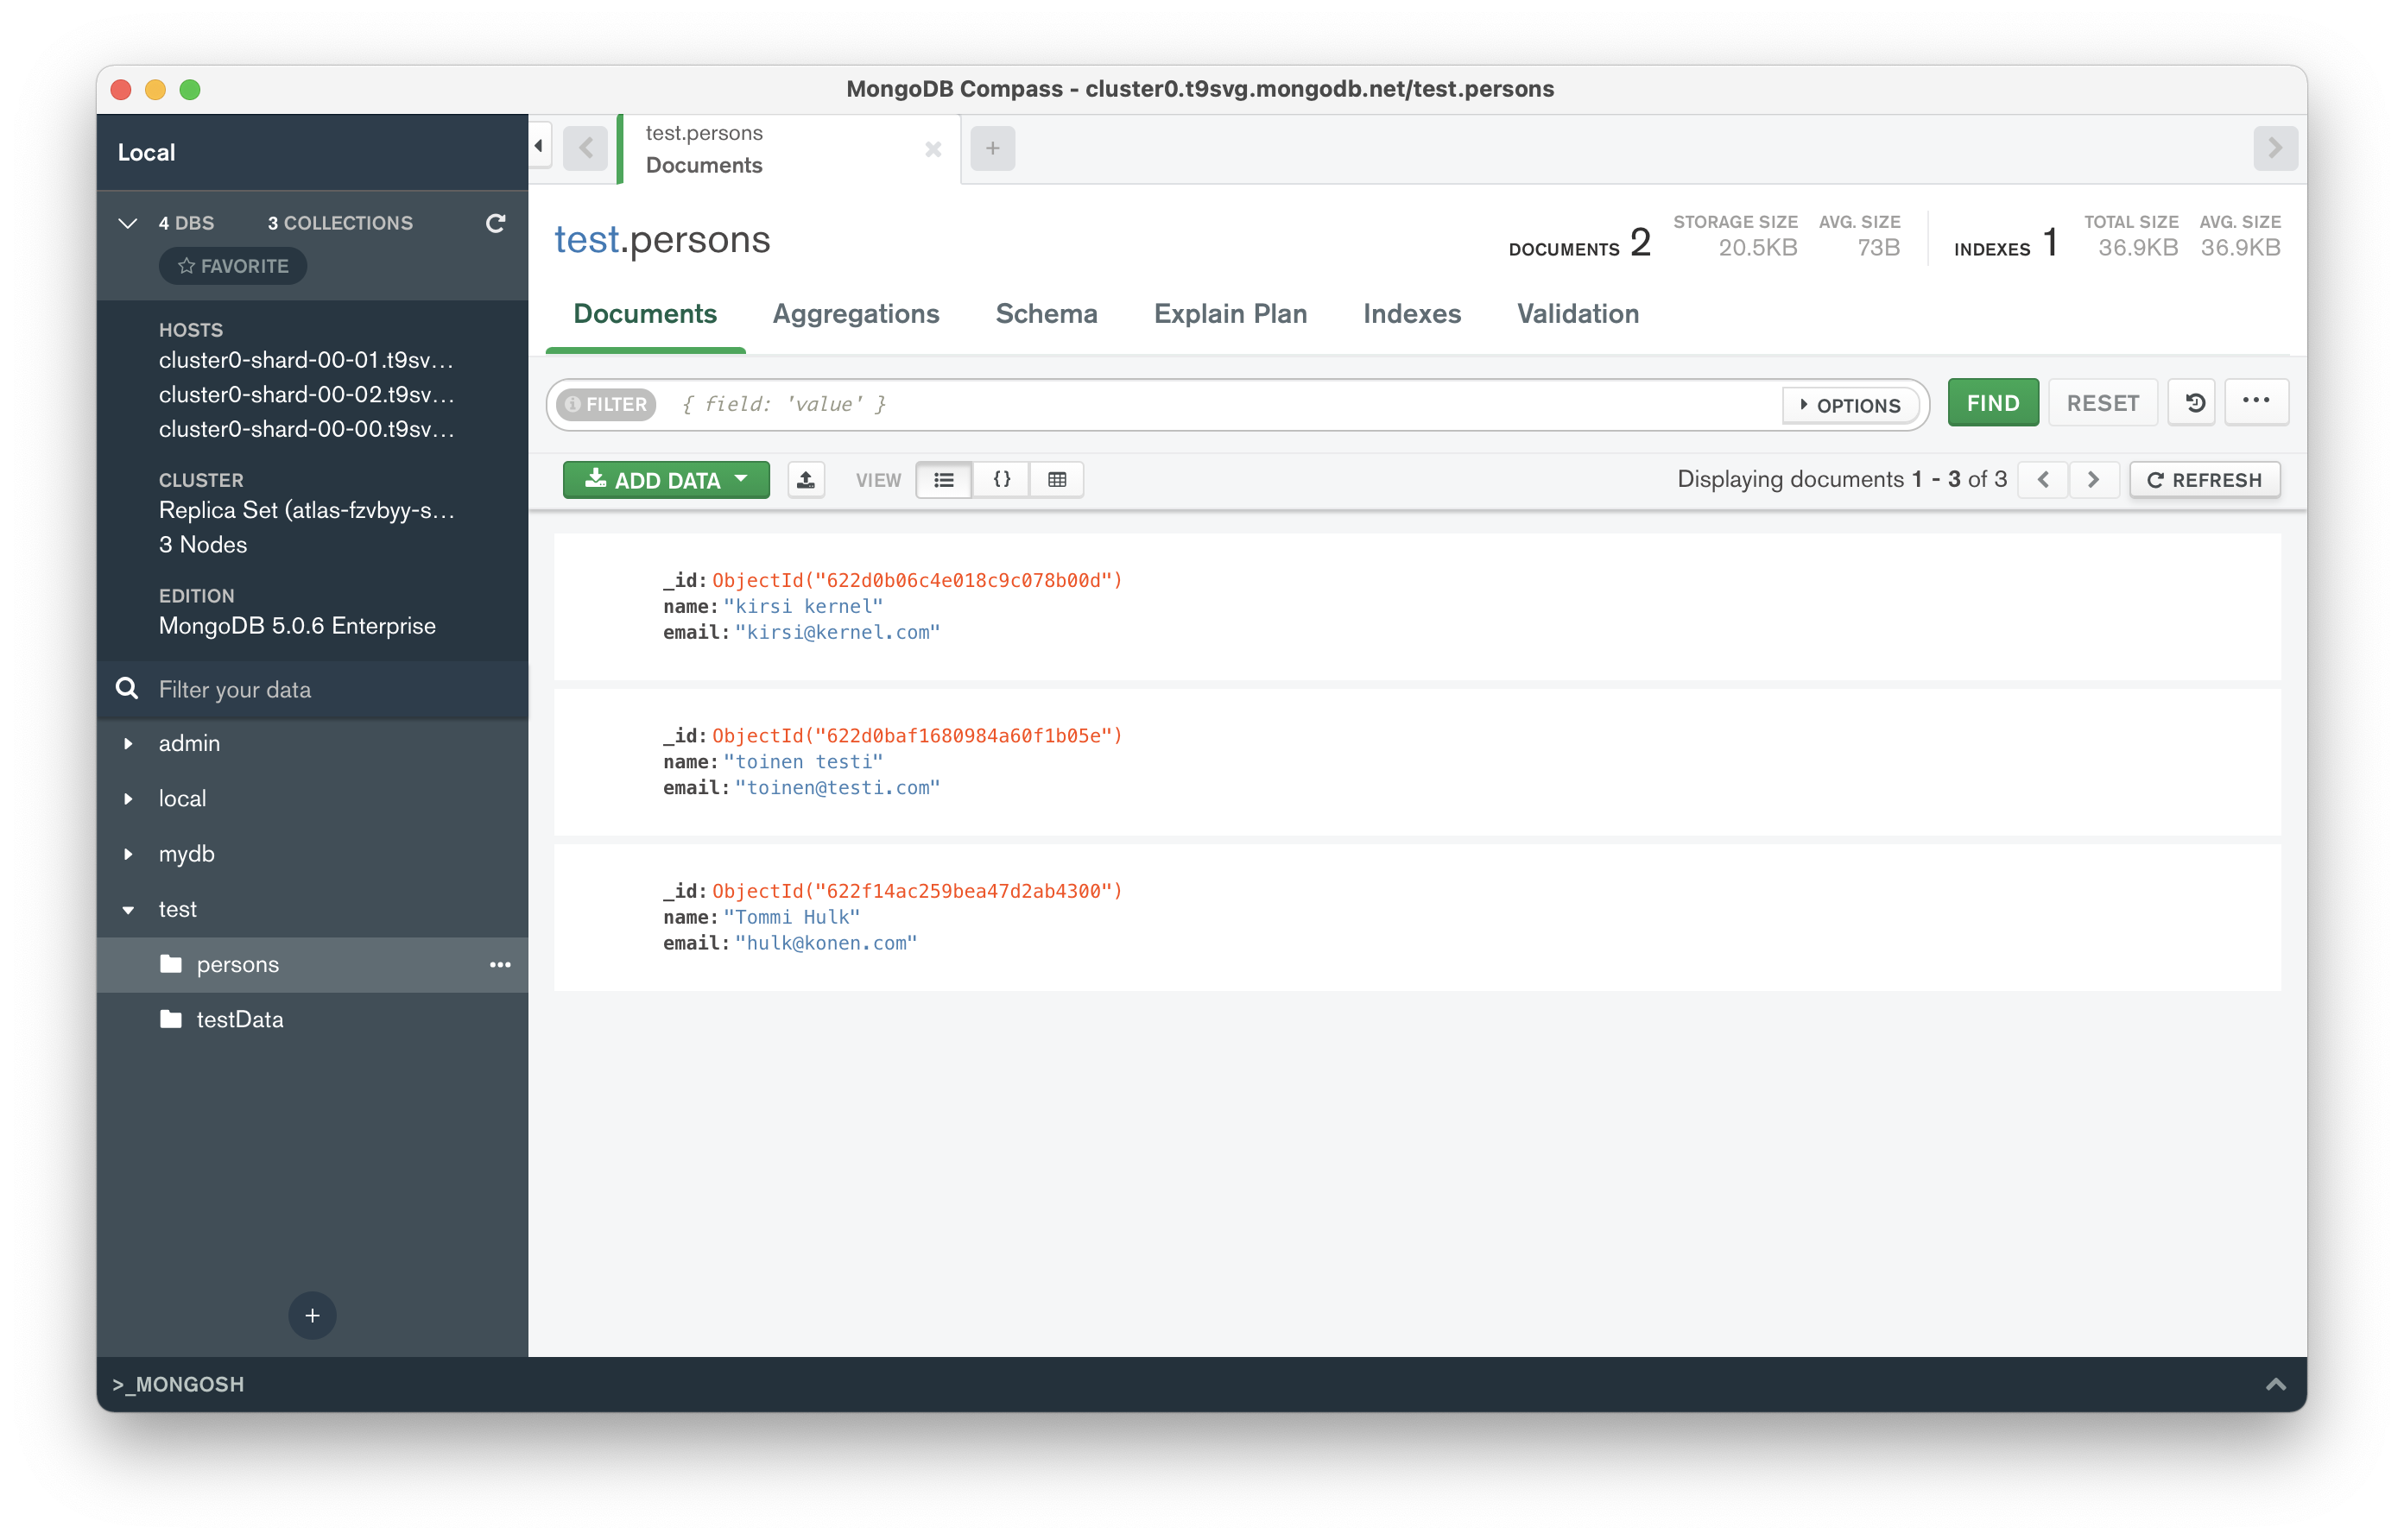 MongoDB Compass - cluster0.t9svg.mongodb.net/test.persons
Local
4 DBS 3 COLLECTIONS
FAVORITE
HOSTS
cluster0-shard-00-01.t9sv...
cluster0-shard-00-02.t9sv...
cluster0-shard-00-00.t9sv...
CLUSTER
Replica Set (atlas-fzvbyy-s...
3 Nodes
EDITION
MongoDB 5.0.6 Enterprise
Filter your data
admin
local
mydb
test
persons
testData
test.persons
Documents
test.persons
DOCUMENTS 2
STORAGE SIZE
20.5KB
AVG. SIZE
73B
INDEXES 1
TOTAL SIZE
36.9KB
AVG. SIZE
36.9KB
Documents Aggregations Schema Explain Plan Indexes Validation
FILTER { field: 'value' } OPTIONS FIND RESET
ADD DATA VIEW {} Displaying documents 1 - 3 of 3 REFRESH
_id: ObjectId("622d0b06c4e018c9c078b00d")
name: "kirsi kernel"
email: "kirsi@kernel.com"
_id: ObjectId("622d0baf1680984a60f1b05e")
name: "toinen testi"
email: "toinen@testi.com"
_id: ObjectId("622f14ac259bea47d2ab4300")
name: "Tommi Hulk"
email: "hulk@konen.com"
>_MONGOSH